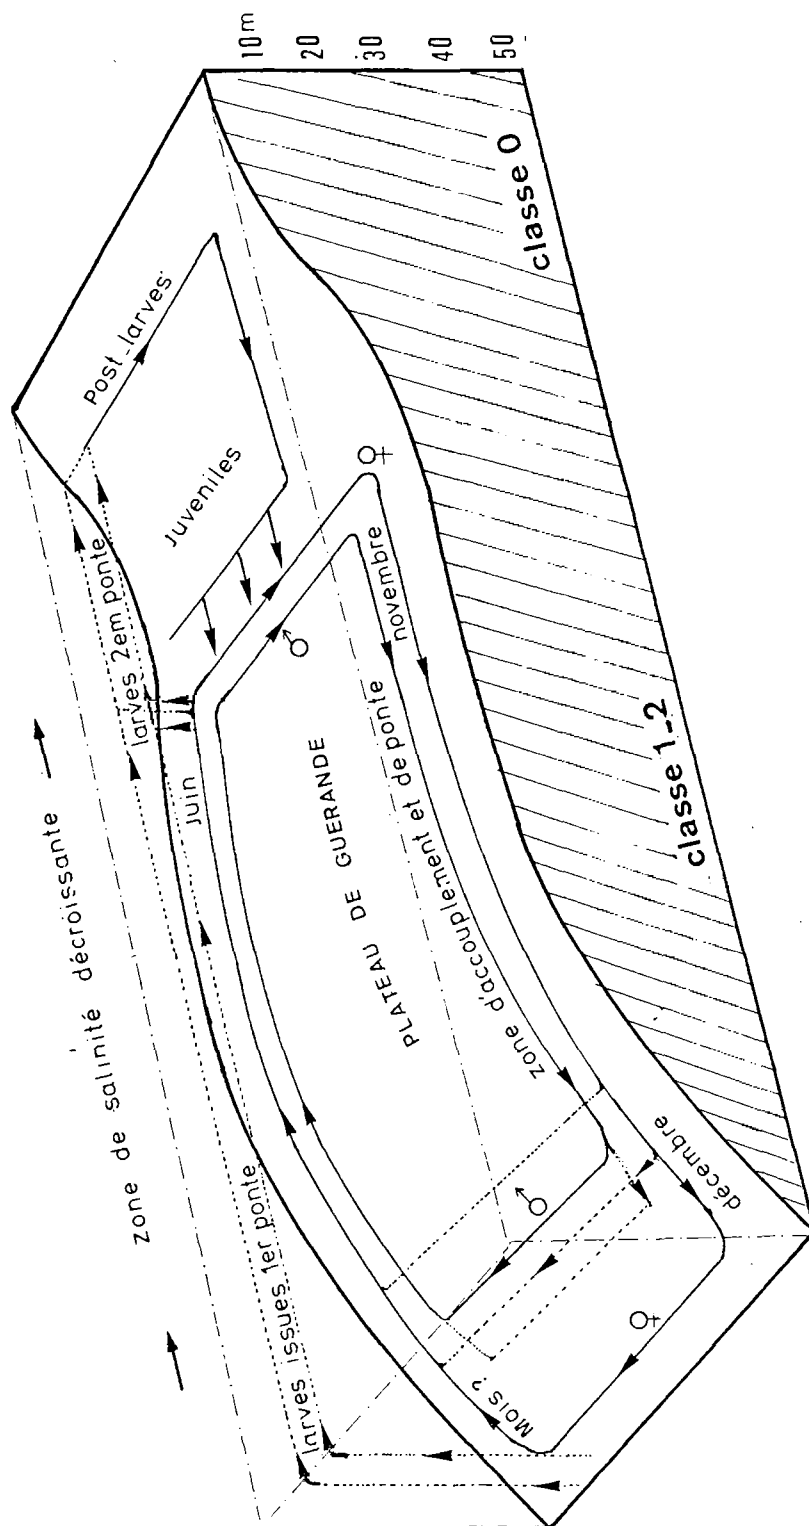 10m
20
30
40
50
zone de salinité décroissante
Post-larves
Juveniles
larves 2em ponte
Juin
♀
novembre
♂
PLATEAU DE GUERANDE
zone d'accouplement et de ponte
classe 0
classe 1-2
larves issues 1er ponte
♂
décembre
♀
Mois ?